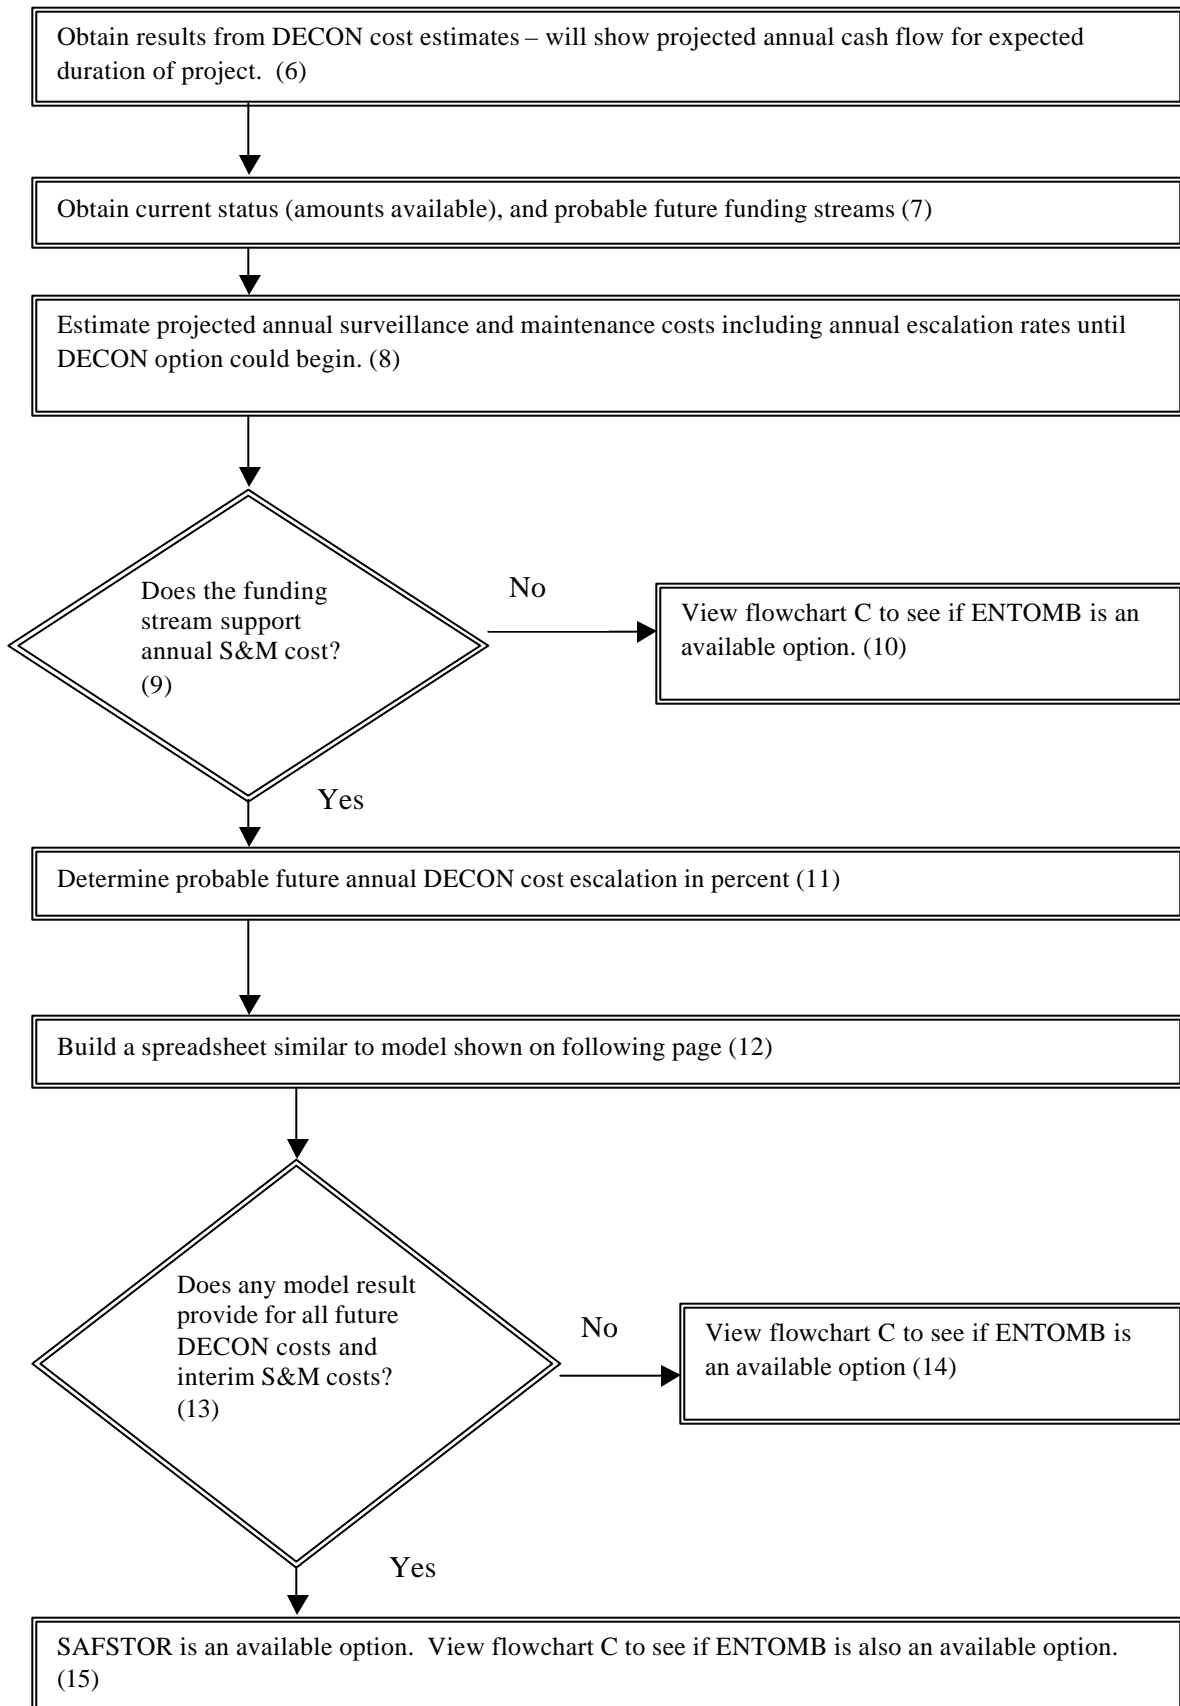 Obtain results from DECON cost estimates – will show projected annual cash flow for expected
duration of project.  (6)
Obtain current status (amounts available), and probable future funding streams (7)
Estimate projected annual surveillance and maintenance costs including annual escalation rates until
DECON option could begin. (8)
Does the funding
stream support
annual S&M cost?
(9)
No
View flowchart C to see if ENTOMB is an
available option. (10)
Yes
Determine probable future annual DECON cost escalation in percent (11)
Build a spreadsheet similar to model shown on following page (12)
Does any model result
provide for all future
DECON costs and
interim S&M costs?
(13)
No
View flowchart C to see if ENTOMB is
an available option (14)
Yes
SAFSTOR is an available option.  View flowchart C to see if ENTOMB is also an available option.
(15)